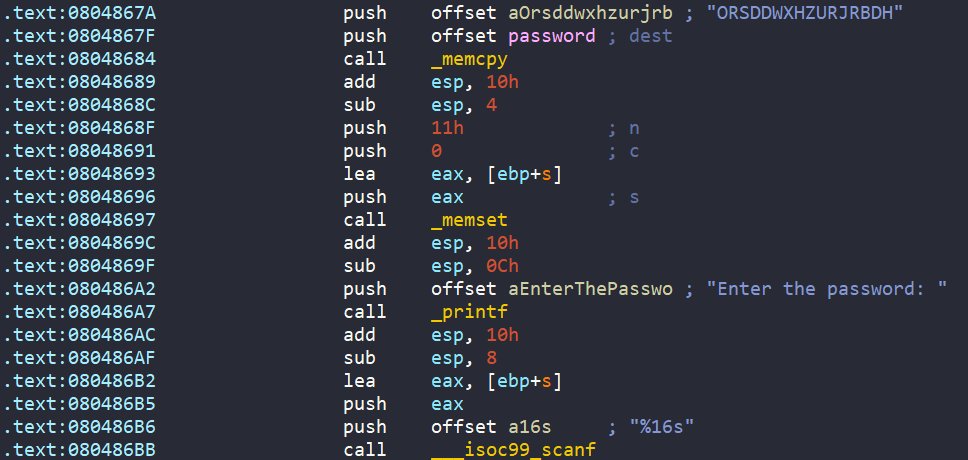 .text:0804867A push offset aOrsddwxhzurjrb ; "ORSDDWXHZURJRBDH"
.text:0804867F push offset password ; dest
.text:08048684 call _memcpy
.text:08048689 add esp, 10h
.text:0804868C sub esp, 4
.text:0804868F push 11h ; n
.text:08048691 push 0 ; c
.text:08048693 lea eax, [ebp+s]
.text:08048696 push eax ; s
.text:08048697 call _memset
.text:0804869C add esp, 10h
.text:0804869F sub esp, 0Ch
.text:080486A2 push offset aEnterThePasswo ; "Enter the password: "
.text:080486A7 call _printf
.text:080486AC add esp, 10h
.text:080486AF sub esp, 8
.text:080486B2 lea eax, [ebp+s]
.text:080486B5 push eax
.text:080486B6 push offset a16s ; "%16s"
.text:080486BB call ___isoc99_scanf